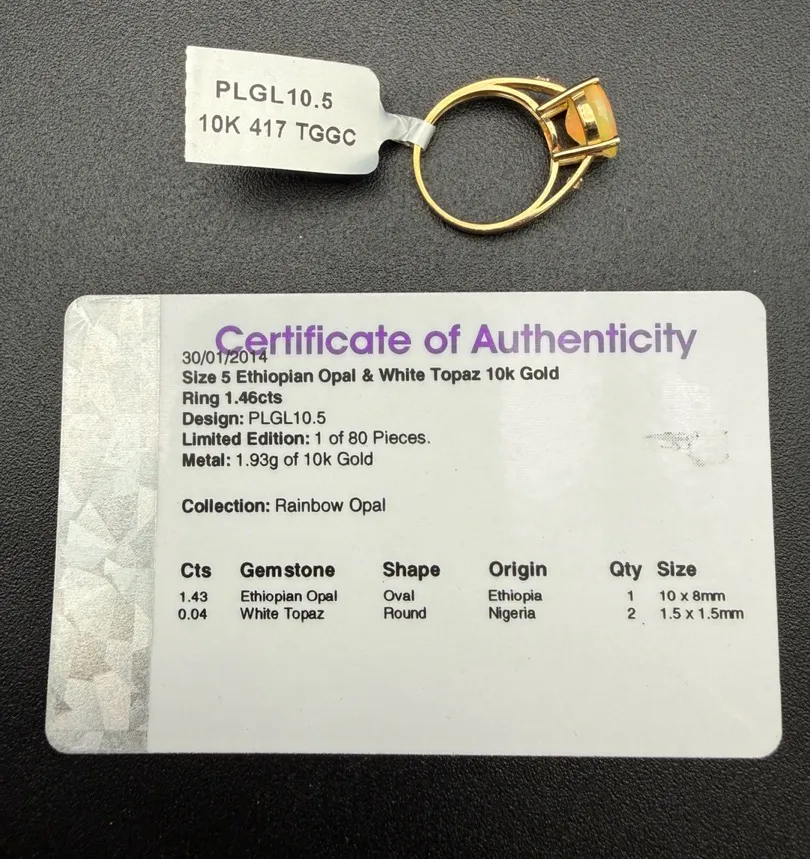 PLGL10.5
10K 417 TGGC
Certificate of Authenticity
30/01/2014
Size 5 Ethiopian Opal & White Topaz 10k Gold
Ring 1.46cts
Design: PLGL10.5
Limited Edition: 1 of 80 Pieces.
Metal: 1.93g of 10k Gold
Collection: Rainbow Opal
Cts Gemstone Shape Origin Qty Size
1.43 Ethiopian Opal Oval Ethiopia 1 10 x 8mm
0.04 White Topaz Round Nigeria 2 1.5 x 1.5mm